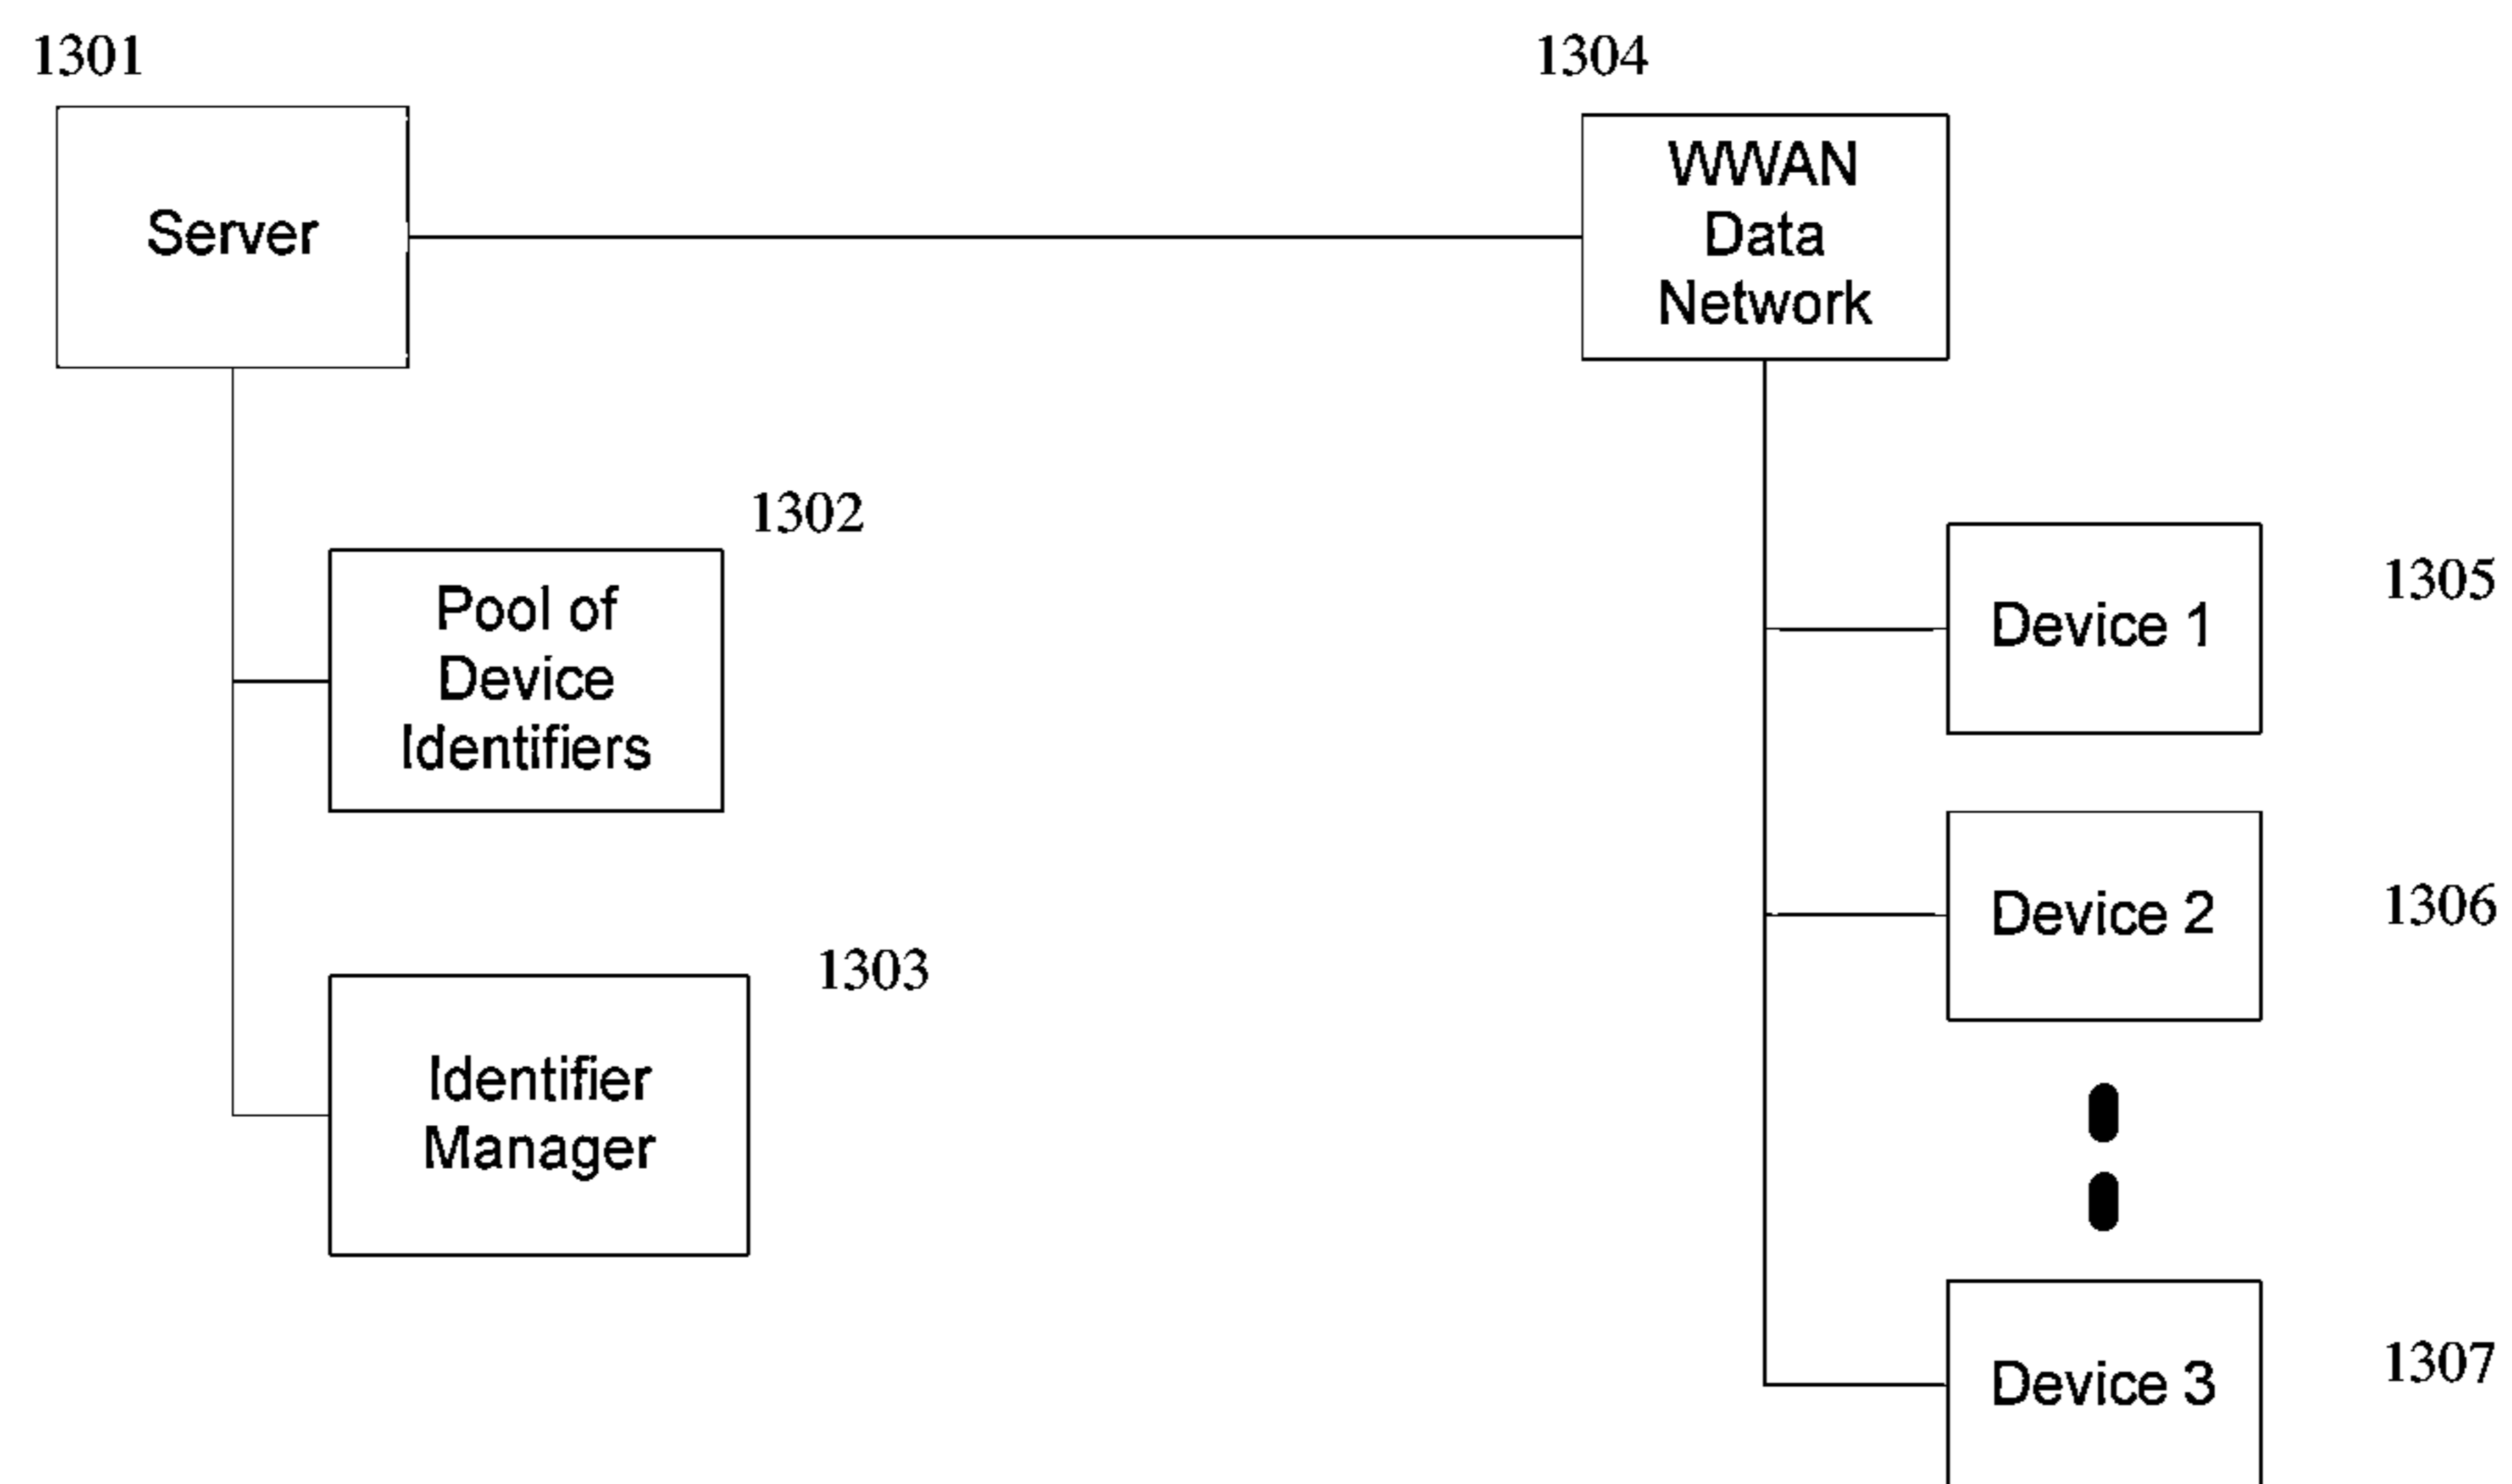 1301
Server
1304
WWAN
Data
Network
1302
Pool of
Device
Identifiers
1303
Identifier
Manager
1305
Device 1
1306
Device 2
1307
Device 3